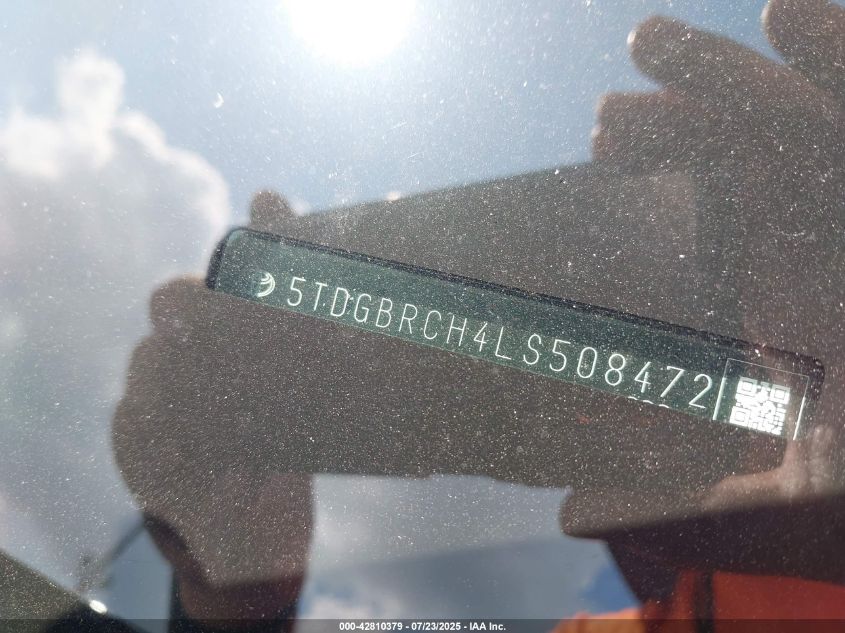 5TDGBRCH4LS508472
000-42810379 - 07/23/2025 - IAA Inc.